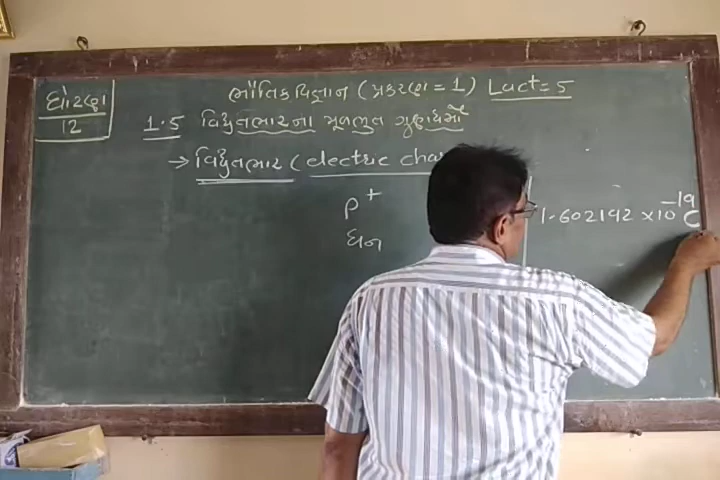 ધોરણ
12
ભૌતિકવિજ્ઞાન (પ્રકરણ = 1) Lact = 5
1.5 વિદ્યુતભારના મૂળભુત ગુણધર્મો
→ વિદ્યુતભાર ( electric cha
P⁺
ધન
1.602192 ×10⁻¹⁹ C